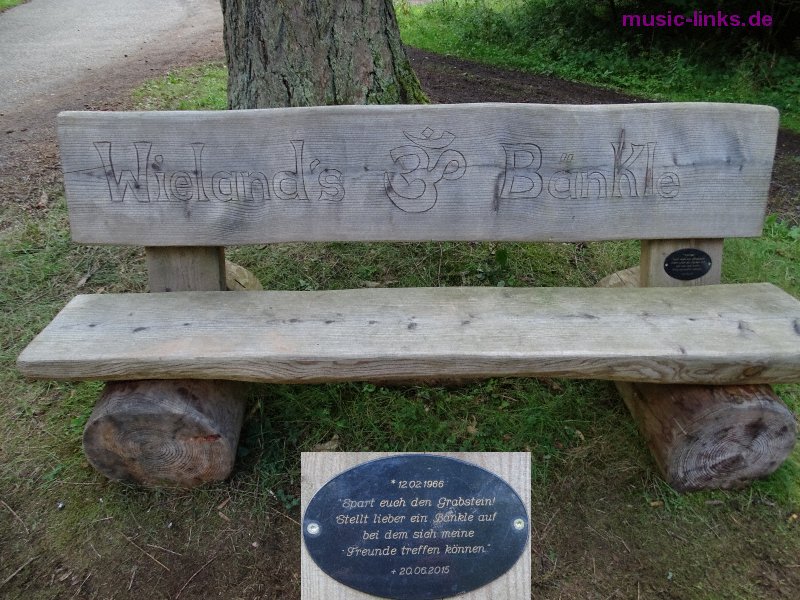 music-links.de
Wieland's ॐ BänKle
* 12.02.1966
"Spart euch den Grabstein!
Stellt lieber ein Bänkle auf
bei dem sich meine
Freunde treffen können."
+ 20.06.2015